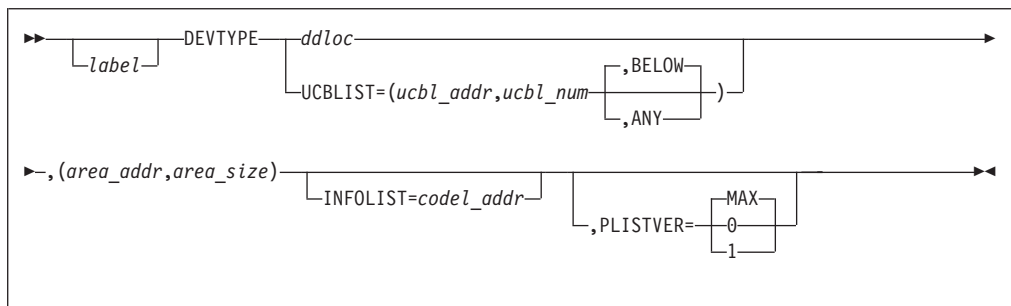 DEVTYPE ddloc
label
,BELOW
UCBLIST=(ucbl_addr,ucbl_num )
,ANY
,(area_addr,area_size)
INFOLIST=codel_addr
MAX
,PLISTVER= 0
1